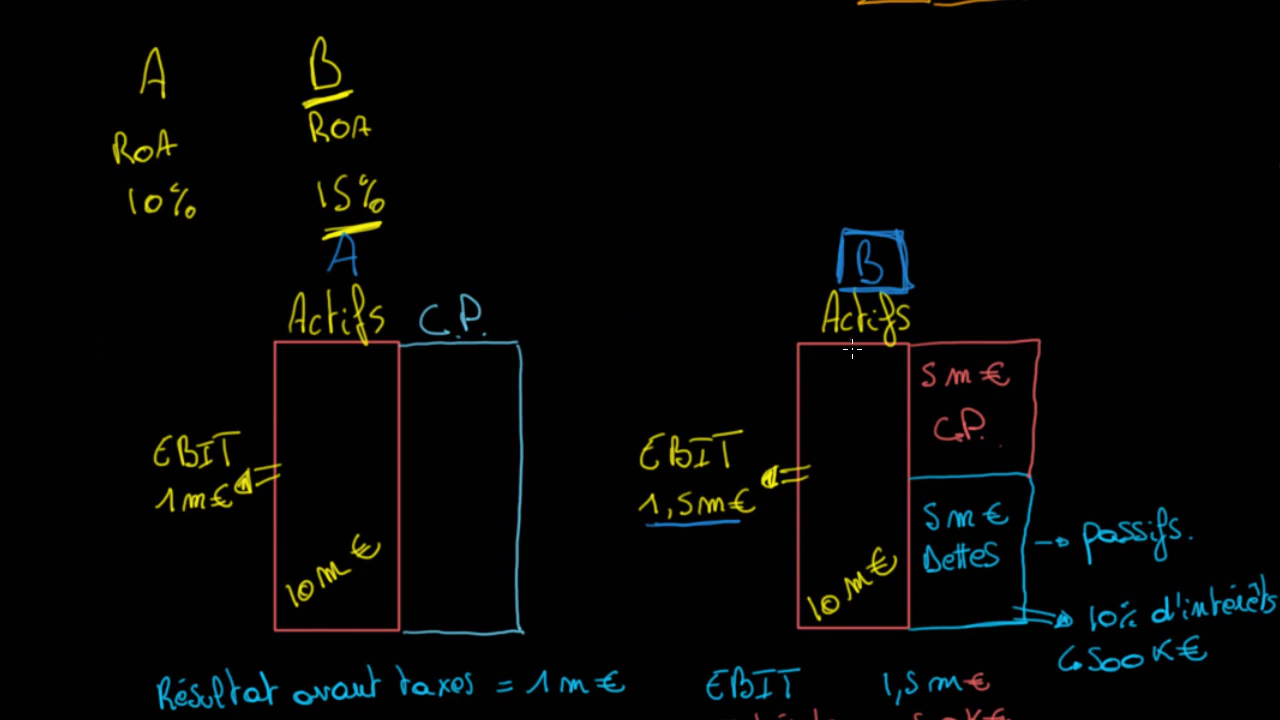 A B
ROA ROA
10% 15%
A B
Actifs C.P. Actifs
5 m €
C.P.
EBIT EBIT
1 m € 1,5 m €
5 m €
Dettes → passifs.
10 m € 10 m €
→ 10% d'intérêts
↳ 500 K €
Résultat avant taxes = 1 m € EBIT 1,5 m €